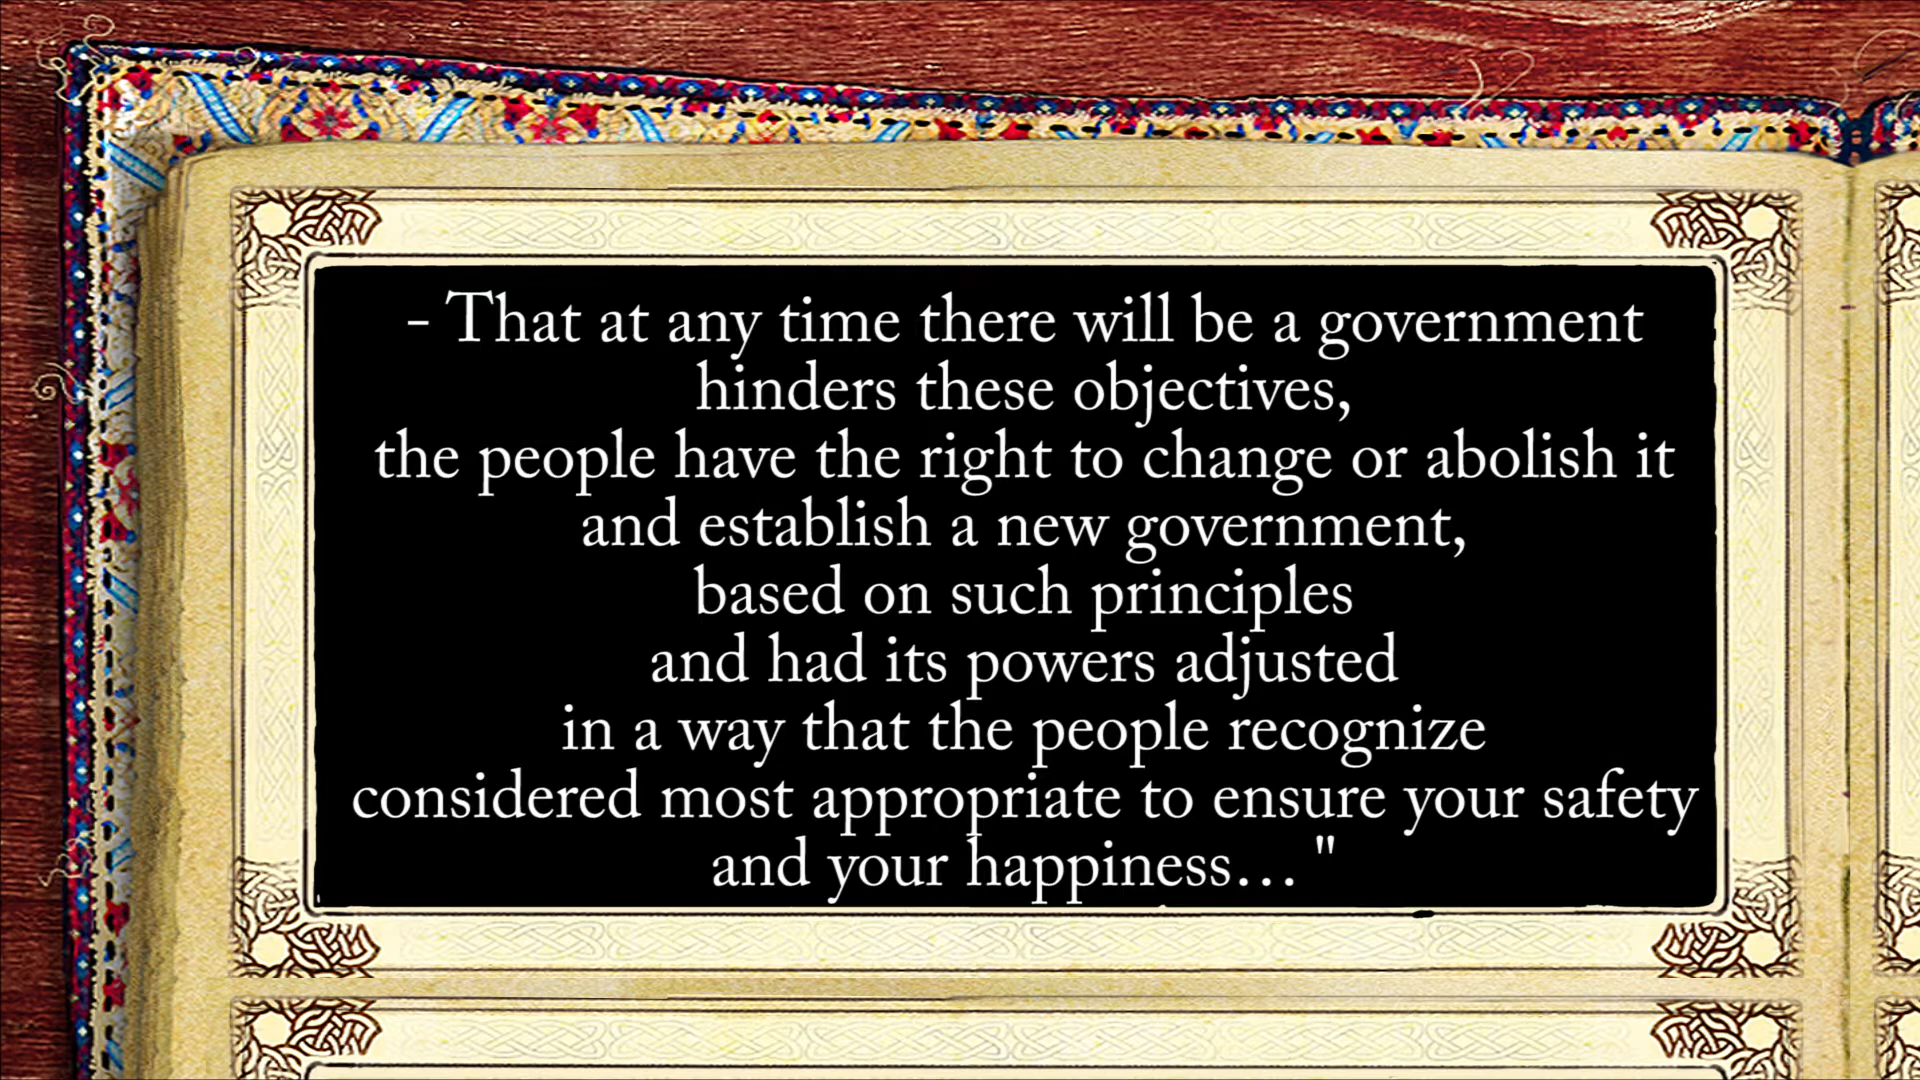 - That at any time there will be a government
hinders these objectives,
the people have the right to change or abolish it
and establish a new government,
based on such principles
and had its powers adjusted
in a way that the people recognize
considered most appropriate to ensure your safety
and your happiness… "